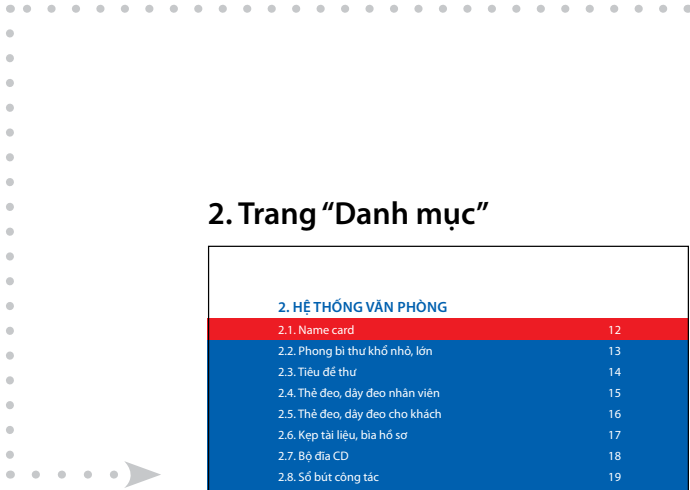 2. Trang “Danh mục”
2. HỆ THỐNG VĂN PHÒNG
2.1. Name card 12
2.2. Phong bì thư khổ nhỏ, lớn 13
2.3. Tiêu đề thư 14
2.4. Thẻ đeo, dây đeo nhân viên 15
2.5. Thẻ đeo, dây đeo cho khách 16
2.6. Kẹp tài liệu, bìa hồ sơ 17
2.7. Bộ đĩa CD 18
2.8. Sổ bút công tác 19